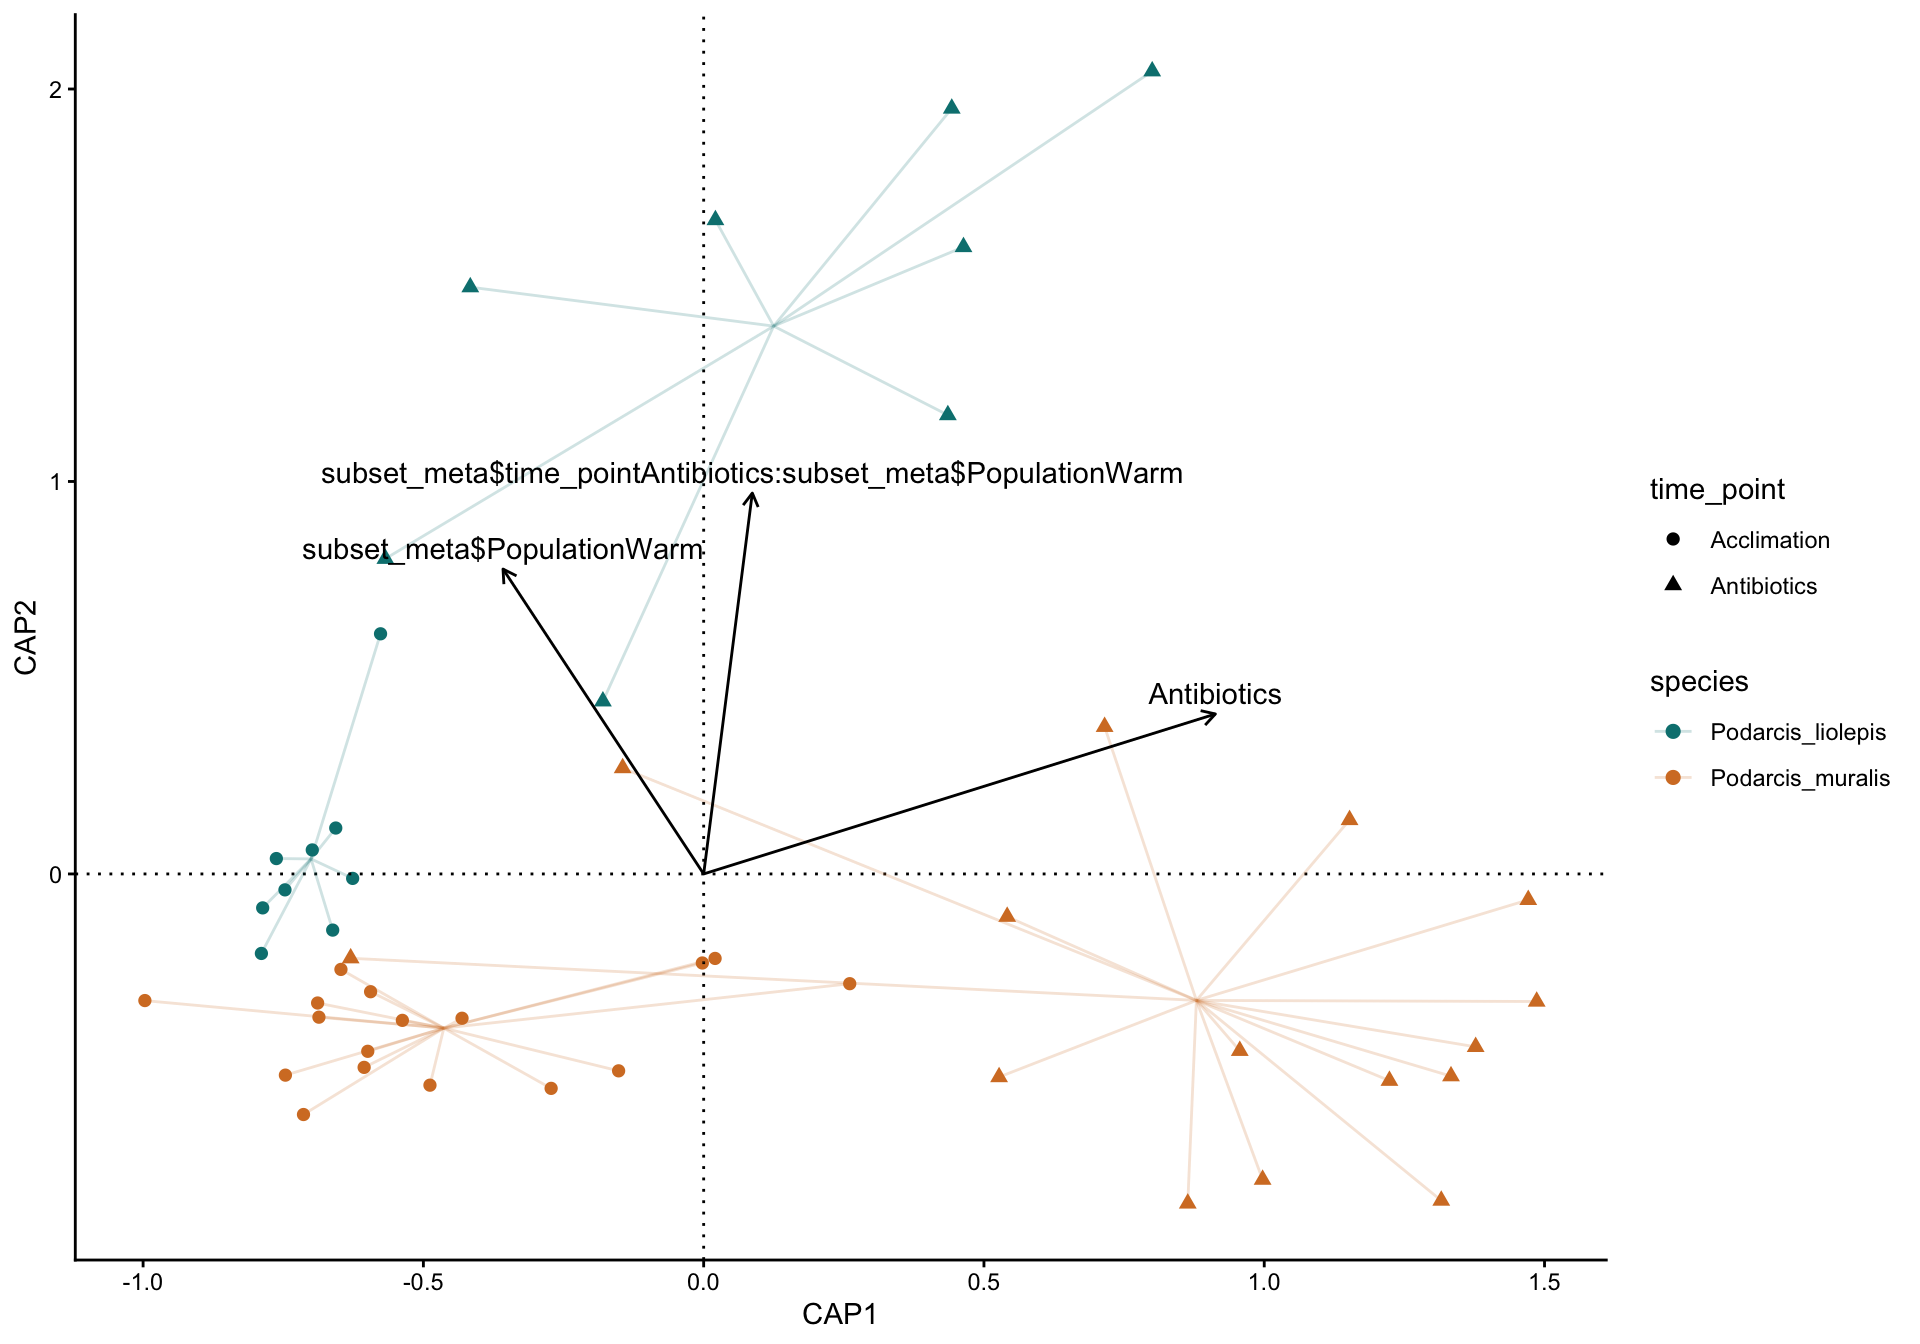 2
subset_meta$time_pointAntibiotics:subset_meta$PopulationWarm
1
subset_meta$PopulationWarm
CAP2
Antibiotics
0
-1.0 -0.5 0.0 0.5 1.0 1.5
CAP1
time_point
Acclimation
Antibiotics
species
Podarcis_liolepis
Podarcis_muralis